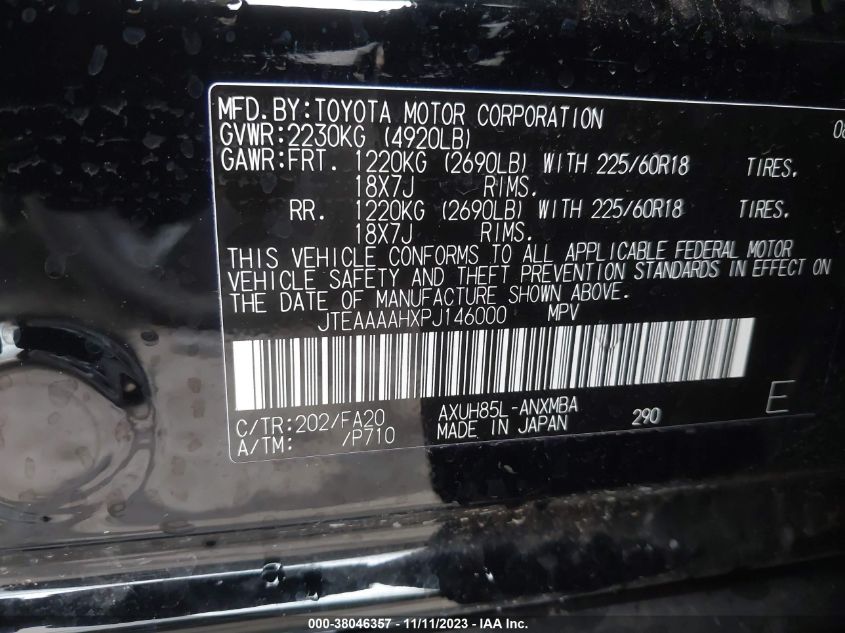 MFD.BY:TOYOTA MOTOR CORPORATION
GVWR:2230KG (4920LB)
GAWR:FRT. 1220KG (2690LB) WITH 225/60R18 TIRES.
18X7J RIMS.
RR. 1220KG (2690LB) WITH 225/60R18 TIRES.
18X7J RIMS.
THIS VEHICLE CONFORMS TO ALL APPLICABLE FEDERAL MOTOR
VEHICLE SAFETY AND THEFT PREVENTION STANDARDS IN EFFECT ON
THE DATE OF MANUFACTURE SHOWN ABOVE.
JTEAAAAHXPJ146000 MPV
C/TR:202/FA20 AXUH85L-ANXMBA 290 E
A/TM: /P710 MADE IN JAPAN
000-38046357 - 11/11/2023 - IAA Inc.